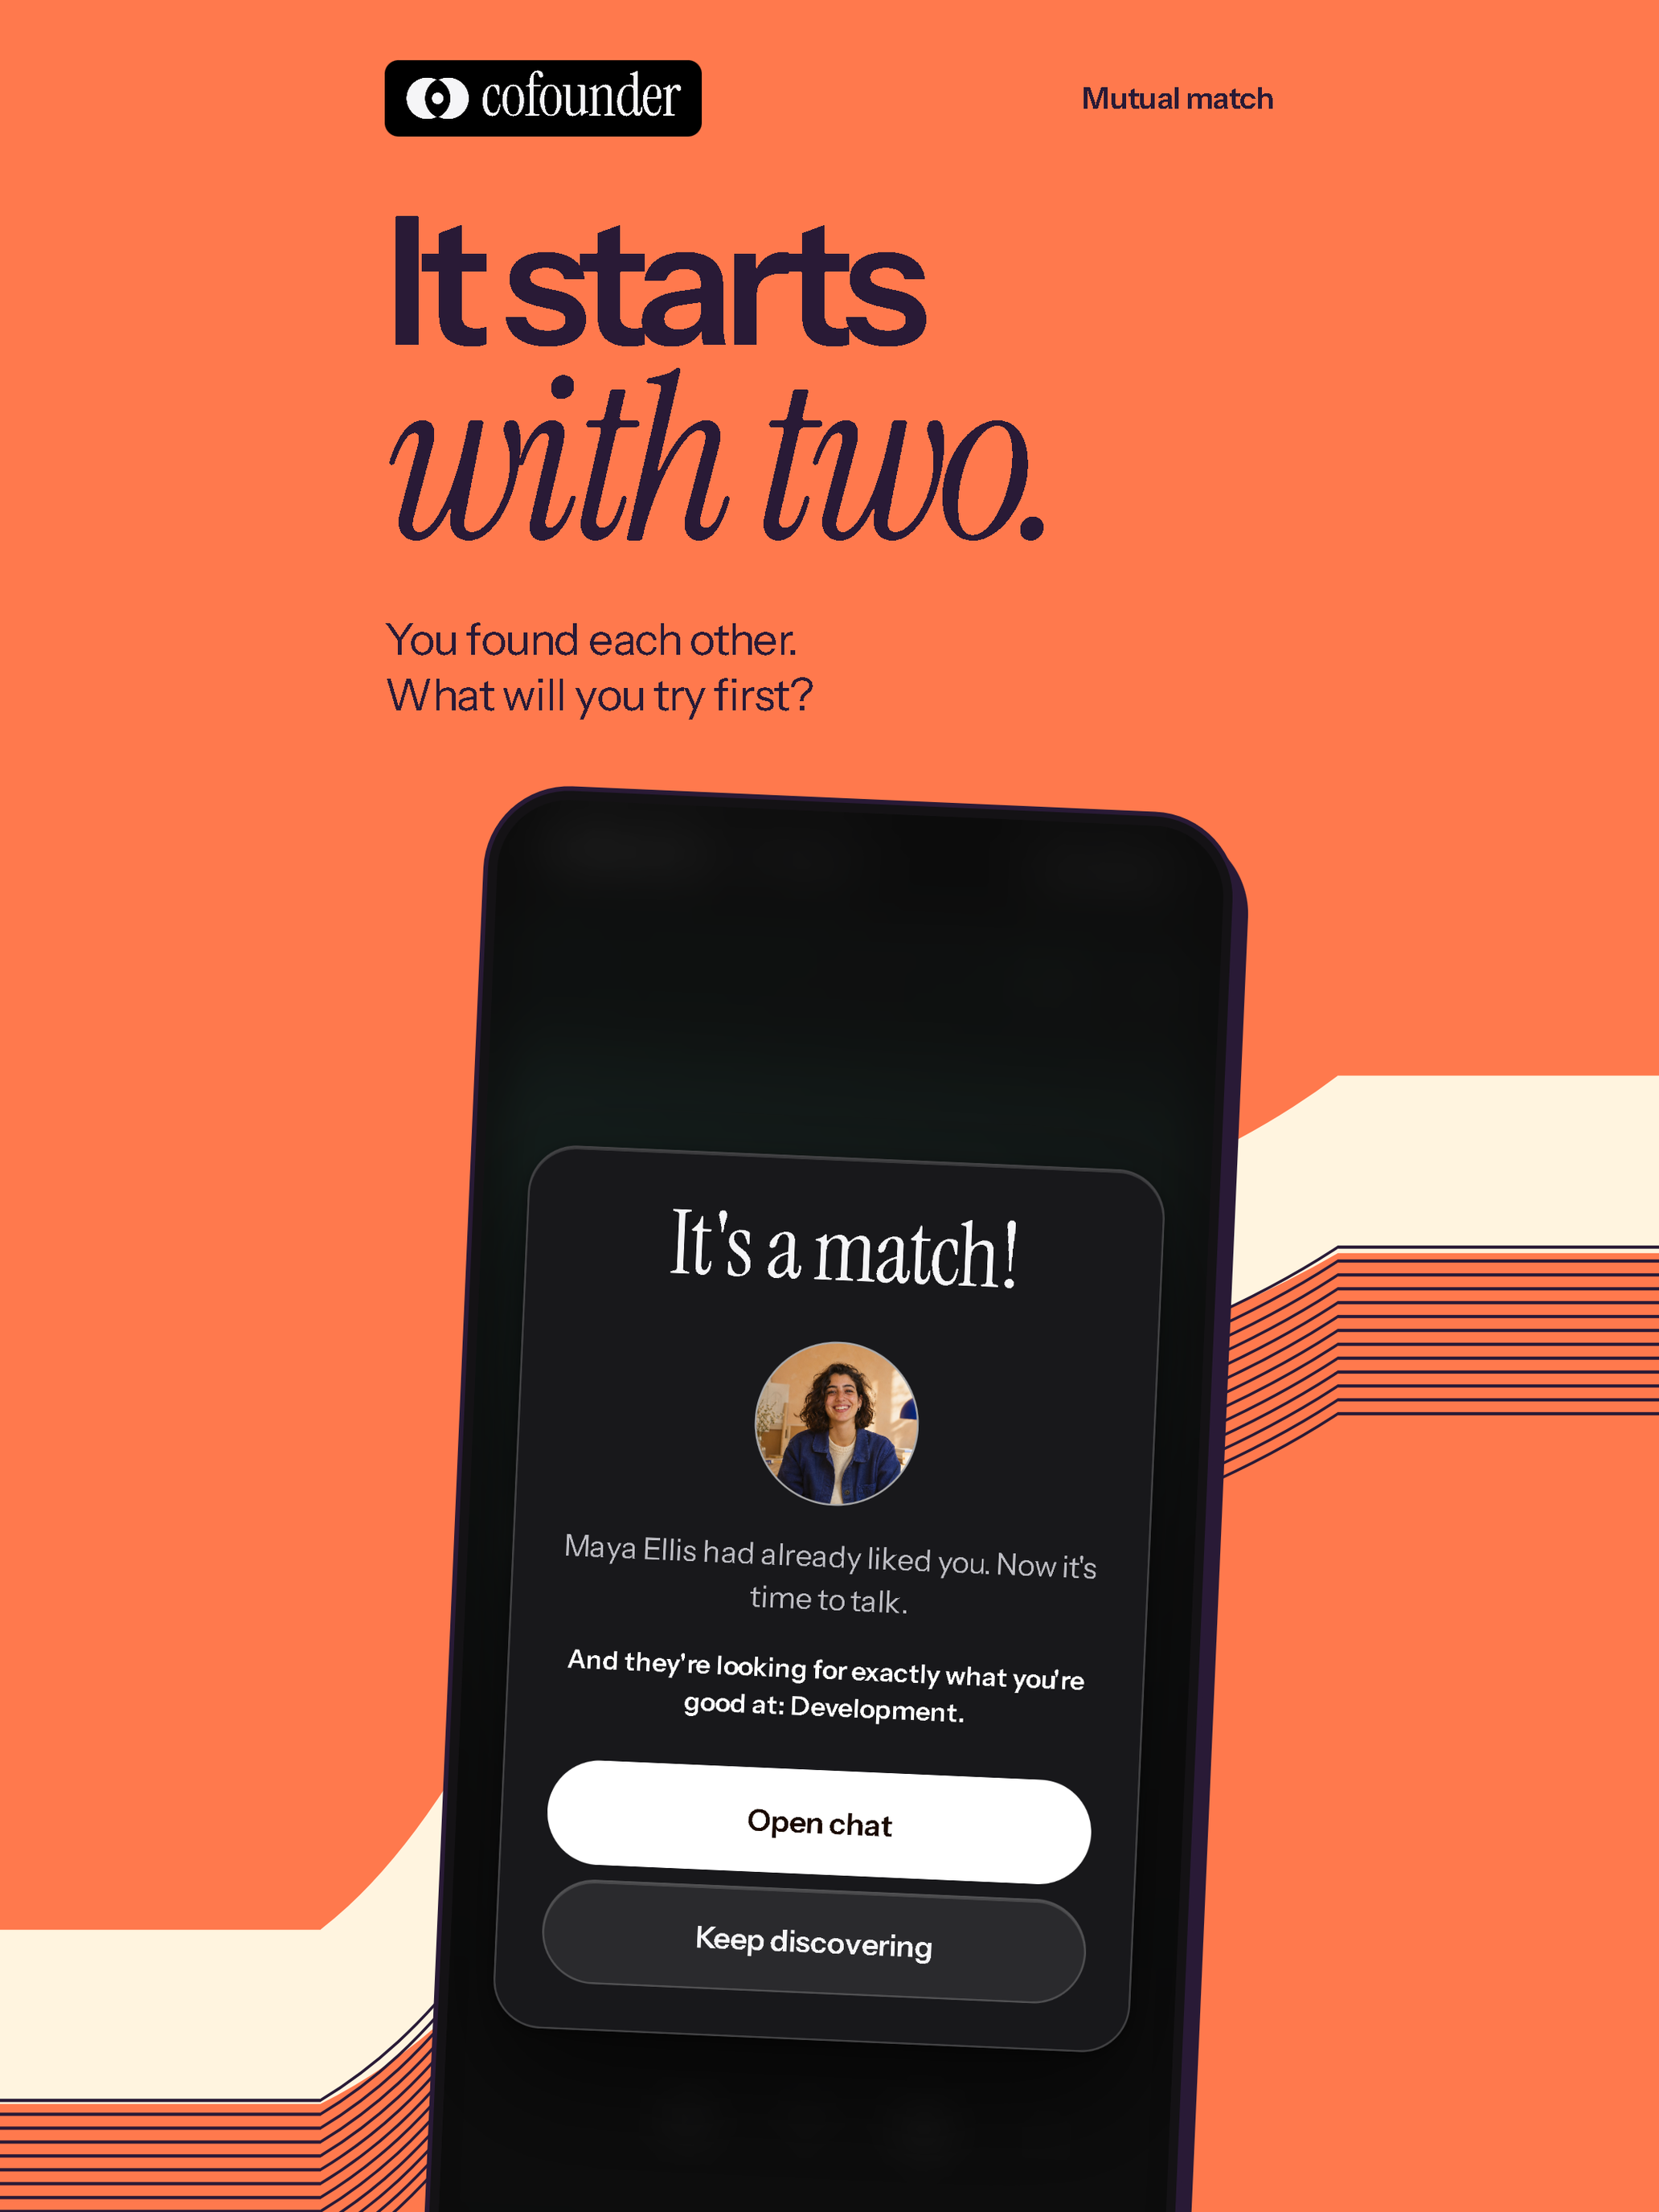 cofounder
Mutual match
It starts
with two.
You found each other.
What will you try first?
It's a match!
Maya Ellis had already liked you. Now it's
time to talk.
And they're looking for exactly what you're
good at: Development.
Open chat
Keep discovering